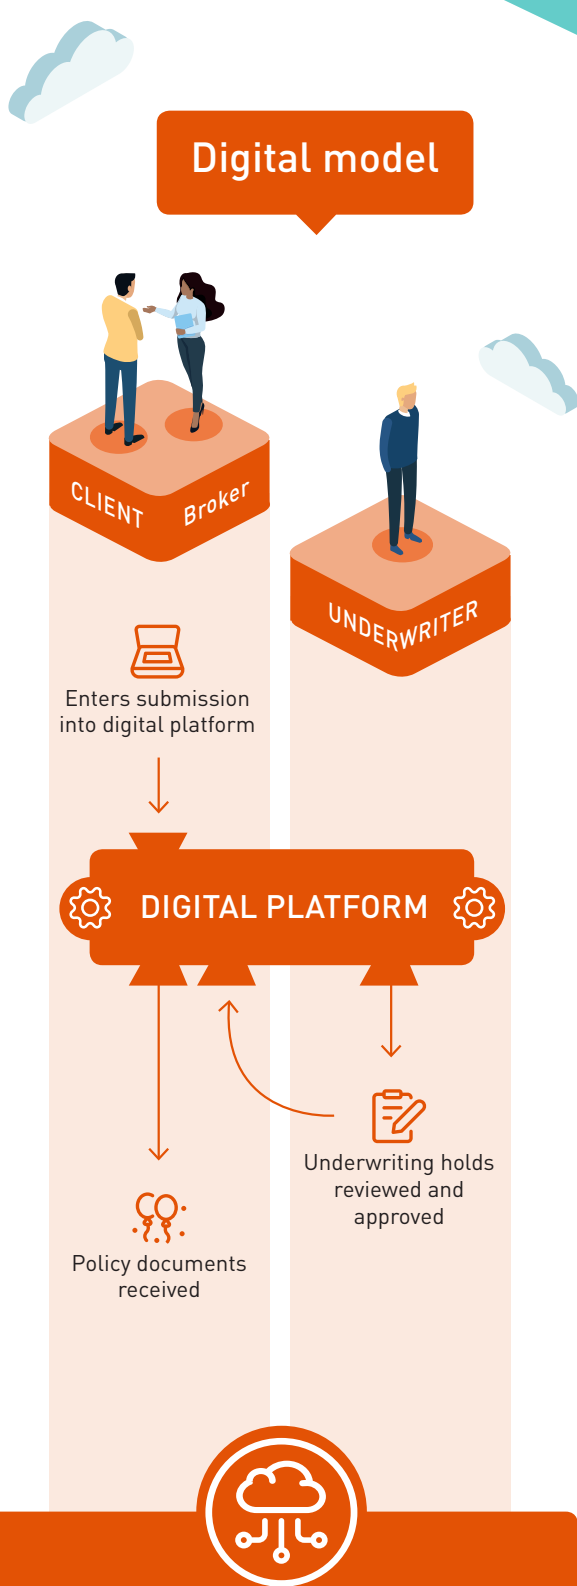 Digital model
CLIENT
Broker
UNDERWRITER
Enters submission
into digital platform
DIGITAL PLATFORM
Underwriting holds
reviewed and
approved
Policy documents
received